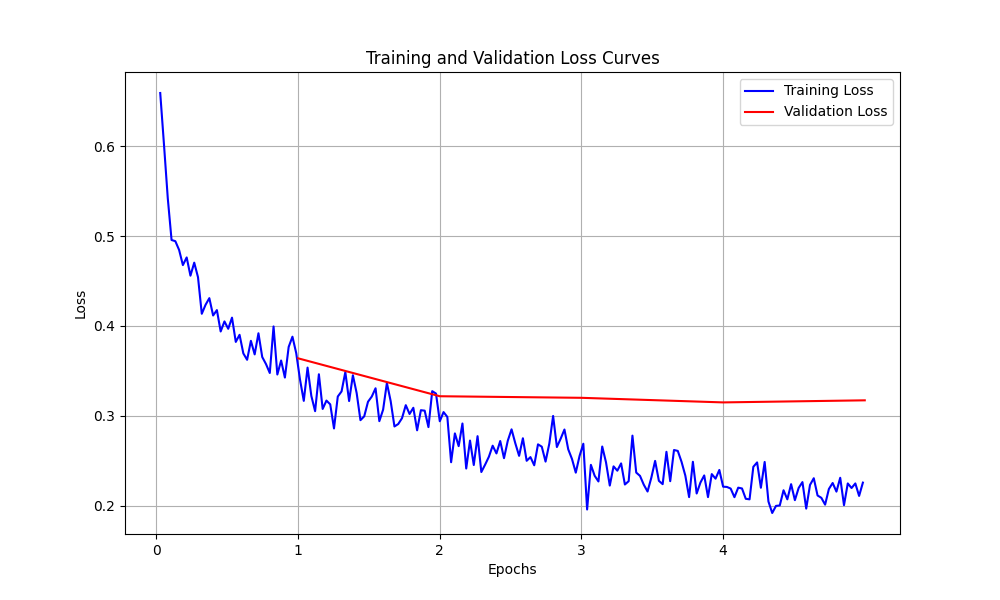 Training and Validation Loss Curves
Training Loss
Validation Loss
0.6
0.5
0.4
0.3
0.2
Loss
0
1
2
3
4
Epochs